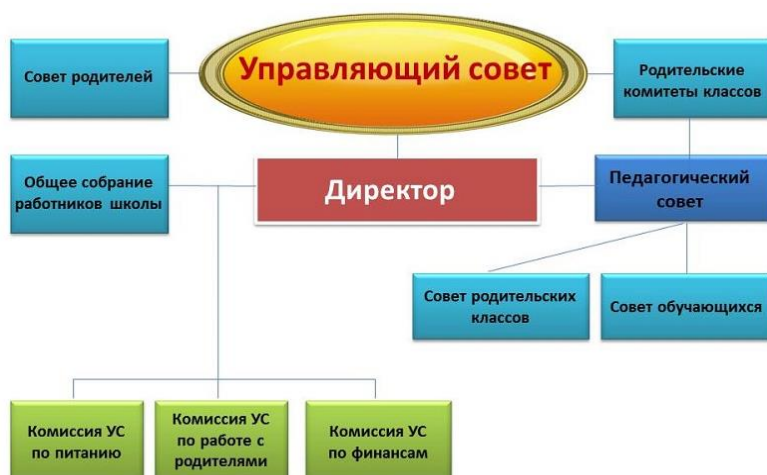 Управляющий совет
Совет родителей
Родительские
комитеты классов
Общее собрание
работников школы
Директор
Педагогический
совет
Совет родительских
классов
Совет обучающихся
Комиссия УС
по питанию
Комиссия УС
по работе с
родителями
Комиссия УС
по финансам